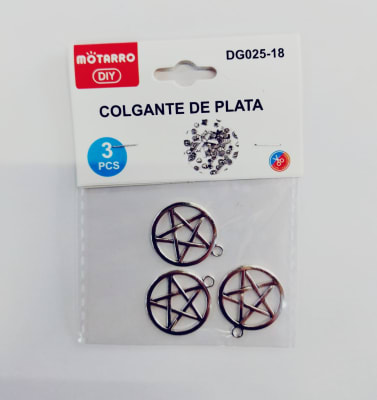 MOTARRO
DIY
DG025-18
COLGANTE DE PLATA
3
PCS